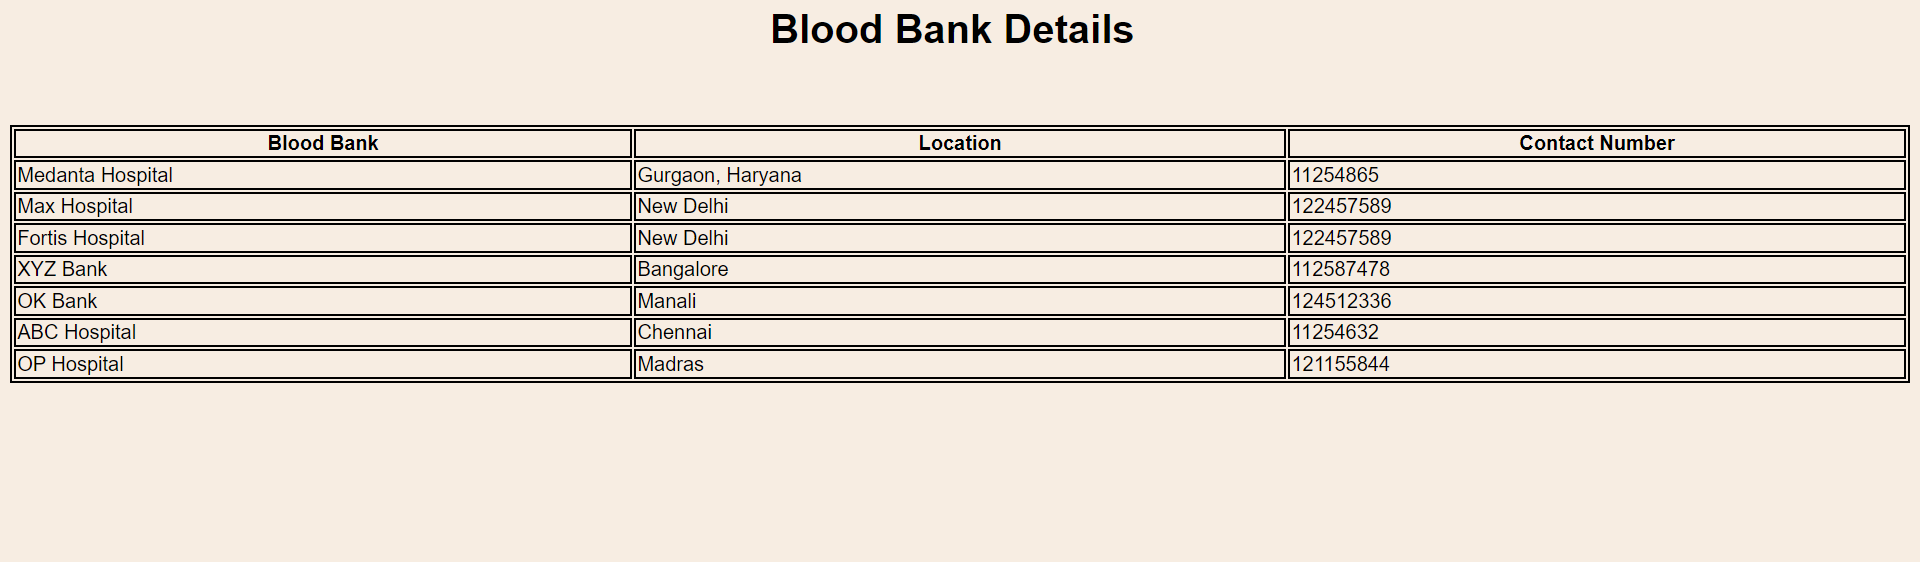 Blood Bank Details
Blood Bank Location Contact Number
Medanta Hospital Gurgaon, Haryana 11254865
Max Hospital New Delhi 122457589
Fortis Hospital New Delhi 122457589
XYZ Bank Bangalore 112587478
OK Bank Manali 124512336
ABC Hospital Chennai 11254632
OP Hospital Madras 121155844